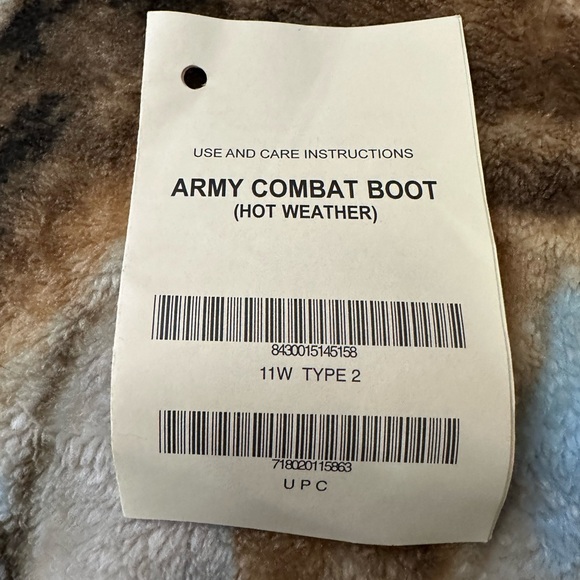 USE AND CARE INSTRUCTIONS
ARMY COMBAT BOOT
(HOT WEATHER)
8430015145158
11W TYPE 2
718020115863
UPC